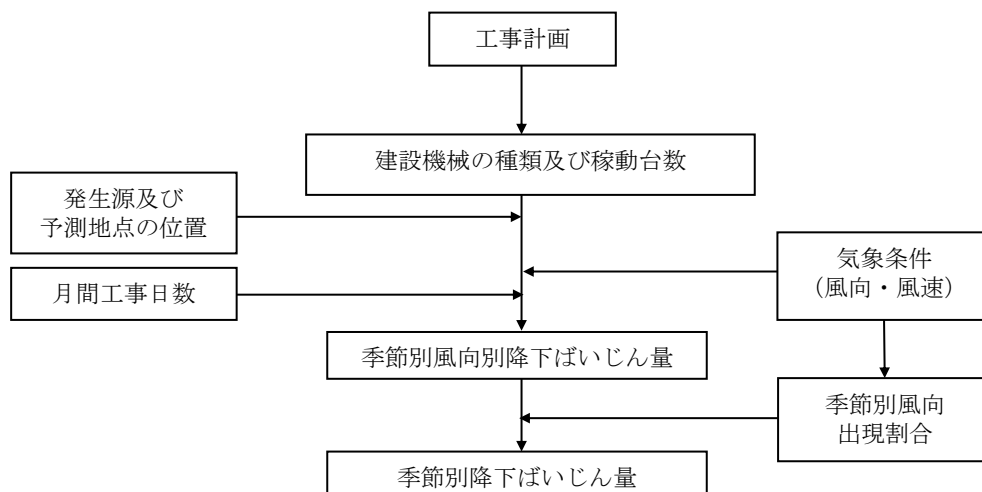 工事計画
建設機械の種類及び稼動台数
発生源及び
予測地点の位置
気象条件
（風向・風速）
月間工事日数
季節別風向別降下ばいじん量
季節別風向
出現割合
季節別降下ばいじん量